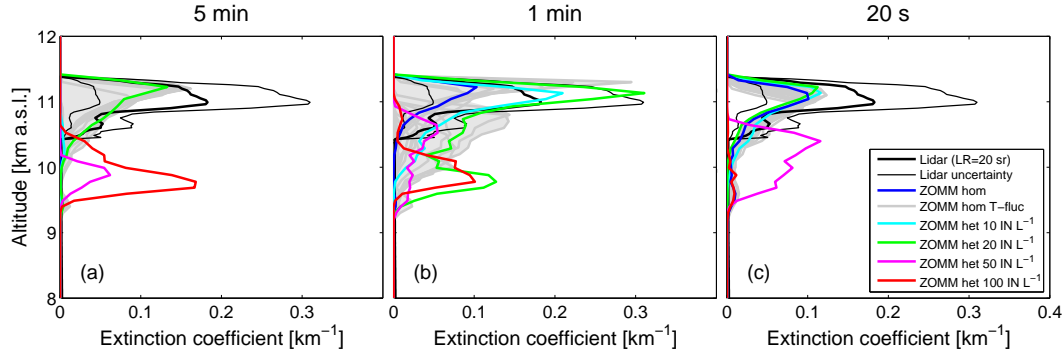 5 min
1 min
20 s
Altitude [km a.s.l.]
12
11
10
9
8
(a)
(b)
(c)
Lidar (LR=20 sr)
Lidar uncertainty
ZOMM hom
ZOMM hom T−fluc
ZOMM het 10 IN L⁻¹
ZOMM het 20 IN L⁻¹
ZOMM het 50 IN L⁻¹
ZOMM het 100 IN L⁻¹
0 0.1 0.2 0.3
0 0.1 0.2 0.3
0 0.1 0.2 0.3 0.4
Extinction coefficient [km⁻¹]
Extinction coefficient [km⁻¹]
Extinction coefficient [km⁻¹]